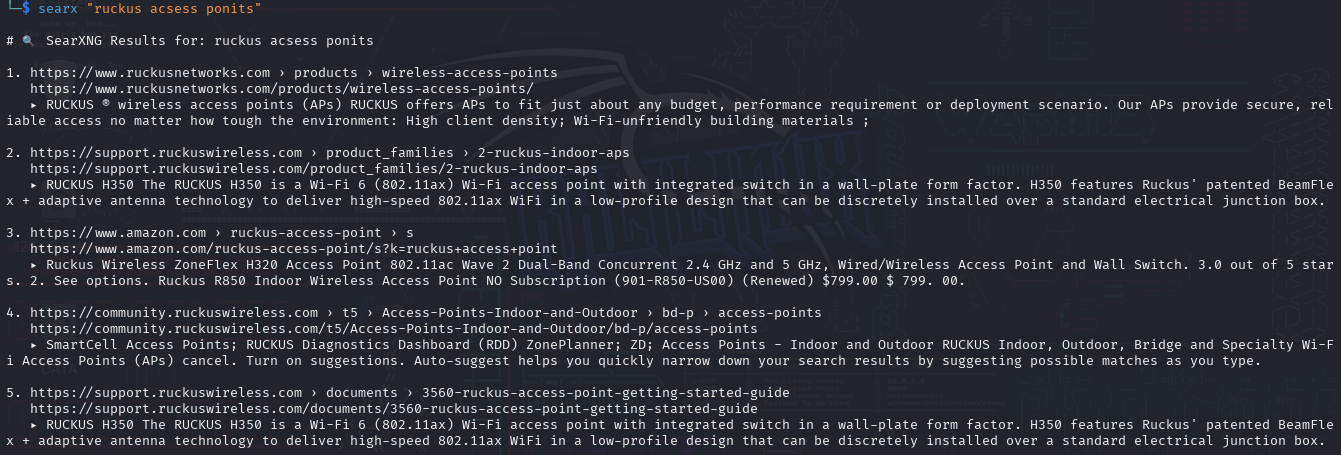 └─$ searx "ruckus acsess ponits"
# 🔍 SearXNG Results for: ruckus acsess ponits
1. https://www.ruckusnetworks.com › products › wireless-access-points
https://www.ruckusnetworks.com/products/wireless-access-points/
▸ RUCKUS ® wireless access points (APs) RUCKUS offers APs to fit just about any budget, performance requirement or deployment scenario. Our APs provide secure, rel
iable access no matter how tough the environment: High client density; Wi-Fi-unfriendly building materials ;
2. https://support.ruckuswireless.com › product_families › 2-ruckus-indoor-aps
https://support.ruckuswireless.com/product_families/2-ruckus-indoor-aps
▸ RUCKUS H350 The RUCKUS H350 is a Wi-Fi 6 (802.11ax) Wi-Fi access point with integrated switch in a wall-plate form factor. H350 features Ruckus' patented BeamFle
x + adaptive antenna technology to deliver high-speed 802.11ax WiFi in a low-profile design that can be discretely installed over a standard electrical junction box.
3. https://www.amazon.com › ruckus-access-point › s
https://www.amazon.com/ruckus-access-point/s?k=ruckus+access+point
▸ Ruckus Wireless ZoneFlex H320 Access Point 802.11ac Wave 2 Dual-Band Concurrent 2.4 GHz and 5 GHz, Wired/Wireless Access Point and Wall Switch. 3.0 out of 5 star
s. 2. See options. Ruckus R850 Indoor Wireless Access Point NO Subscription (901-R850-US00) (Renewed) $799.00 $ 799. 00.
4. https://community.ruckuswireless.com › t5 › Access-Points-Indoor-and-Outdoor › bd-p › access-points
https://community.ruckuswireless.com/t5/Access-Points-Indoor-and-Outdoor/bd-p/access-points
▸ SmartCell Access Points; RUCKUS Diagnostics Dashboard (RDD) ZonePlanner; ZD; Access Points - Indoor and Outdoor RUCKUS Indoor, Outdoor, Bridge and Specialty Wi-F
i Access Points (APs) cancel. Turn on suggestions. Auto-suggest helps you quickly narrow down your search results by suggesting possible matches as you type.
5. https://support.ruckuswireless.com › documents › 3560-ruckus-access-point-getting-started-guide
https://support.ruckuswireless.com/documents/3560-ruckus-access-point-getting-started-guide
▸ RUCKUS H350 The RUCKUS H350 is a Wi-Fi 6 (802.11ax) Wi-Fi access point with integrated switch in a wall-plate form factor. H350 features Ruckus' patented BeamFle
x + adaptive antenna technology to deliver high-speed 802.11ax WiFi in a low-profile design that can be discretely installed over a standard electrical junction box.